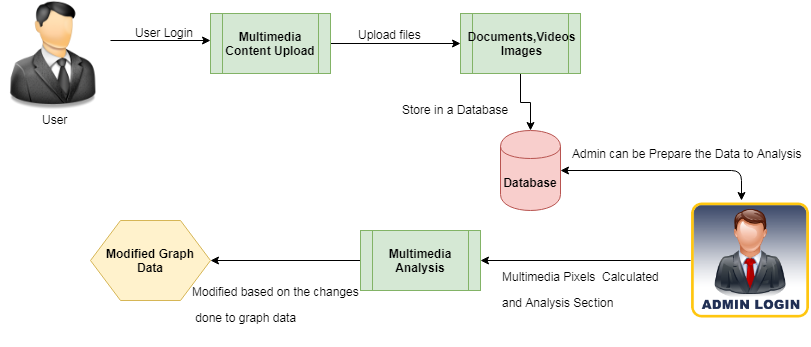 User Login
Multimedia
Content Upload
Upload files
Documents,Videos
Images
User
Store in a Database
Database
Admin can be Prepare the Data to Analysis
ADMIN LOGIN
Multimedia Pixels Calculated
and Analysis Section
Multimedia
Analysis
Modified Graph
Data
Modified based on the changes
done to graph data